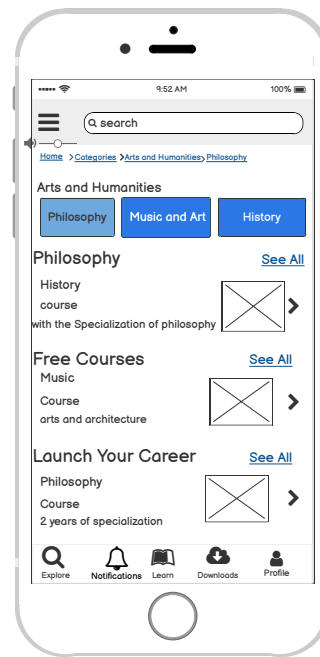 9:52 AM 100%
search
Home >Categories >Arts and Humanities> Philosophy
Arts and Humanities
Philosophy Music and Art History
Philosophy See All
History
course
with the Specialization of philosophy
Free Courses See All
Music
Course
arts and architecture
Launch Your Career See All
Philosophy
Course
2 years of specialization
Explore Notifications Learn Downloads Profile